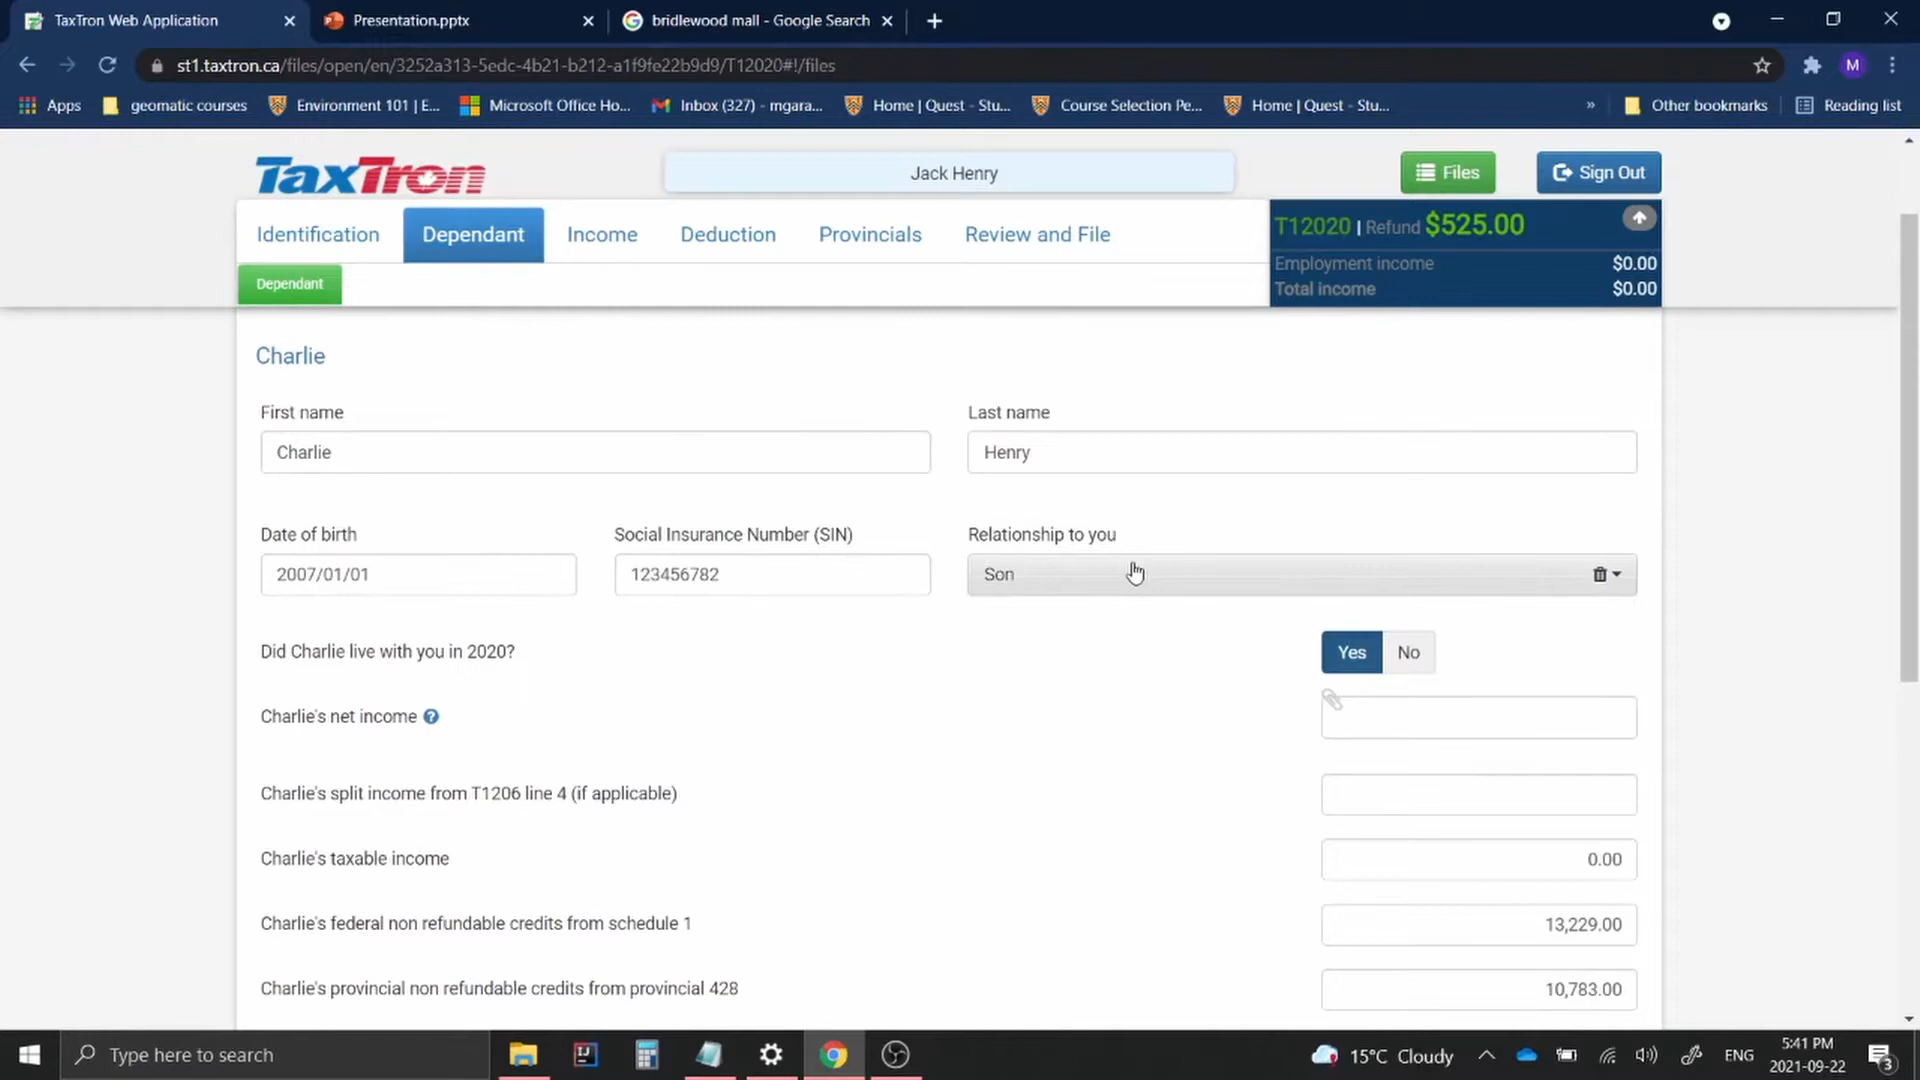 TaxTron Web Application
Presentation.pptx
bridlewood mall - Google Search
st1.taxtron.ca/files/open/en/3252a313-5edc-4b21-b212-a1f9fe22b9d9/T12020#!/files
M
Apps
geomatic courses
Environment 101 | E...
Microsoft Office Ho...
Inbox (327) - mgara...
Home | Quest - Stu...
Course Selection Pe...
Home | Quest - Stu...
»
Other bookmarks
Reading list
TaxTron
Jack Henry
Files
Sign Out
Identification
Dependant
Income
Deduction
Provincials
Review and File
T12020 | Refund $525.00
Employment income $0.00
Total income $0.00
Dependant
Charlie
First name
Last name
Charlie
Henry
Date of birth
Social Insurance Number (SIN)
Relationship to you
2007/01/01
123456782
Son
Did Charlie live with you in 2020?
Yes No
Charlie's net income ?
Charlie's split income from T1206 line 4 (if applicable)
Charlie's taxable income
0.00
Charlie's federal non refundable credits from schedule 1
13,229.00
Charlie's provincial non refundable credits from provincial 428
10,783.00
Type here to search
15°C Cloudy
ENG
5:41 PM
2021-09-22
3